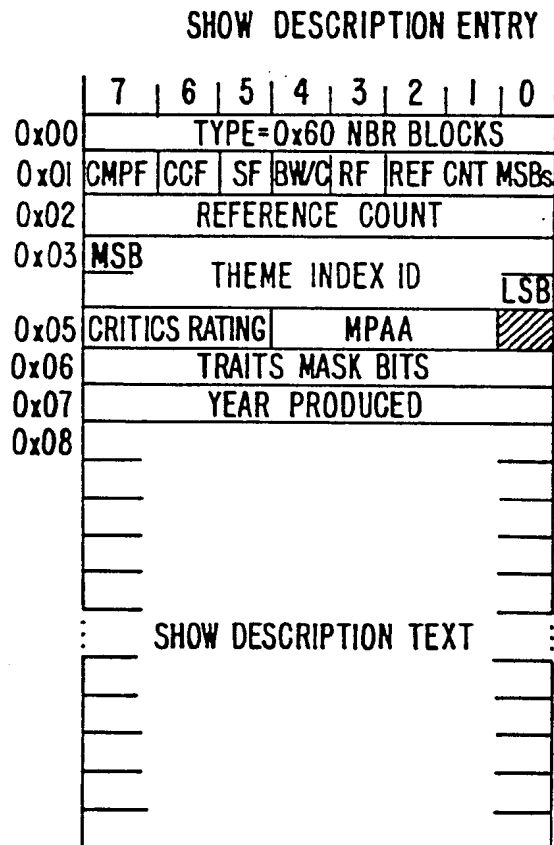 SHOW DESCRIPTION ENTRY
7 6 5 4 3 2 1 0
0x00 TYPE=0x60 NBR BLOCKS
0x01 CMPF CCF SF BW/C RF REF CNT MSBs
0x02 REFERENCE COUNT
0x03 MSB
THEME INDEX ID
LSB
0x05 CRITICS RATING MPAA
0x06 TRAITS MASK BITS
0x07 YEAR PRODUCED
0x08
SHOW DESCRIPTION TEXT